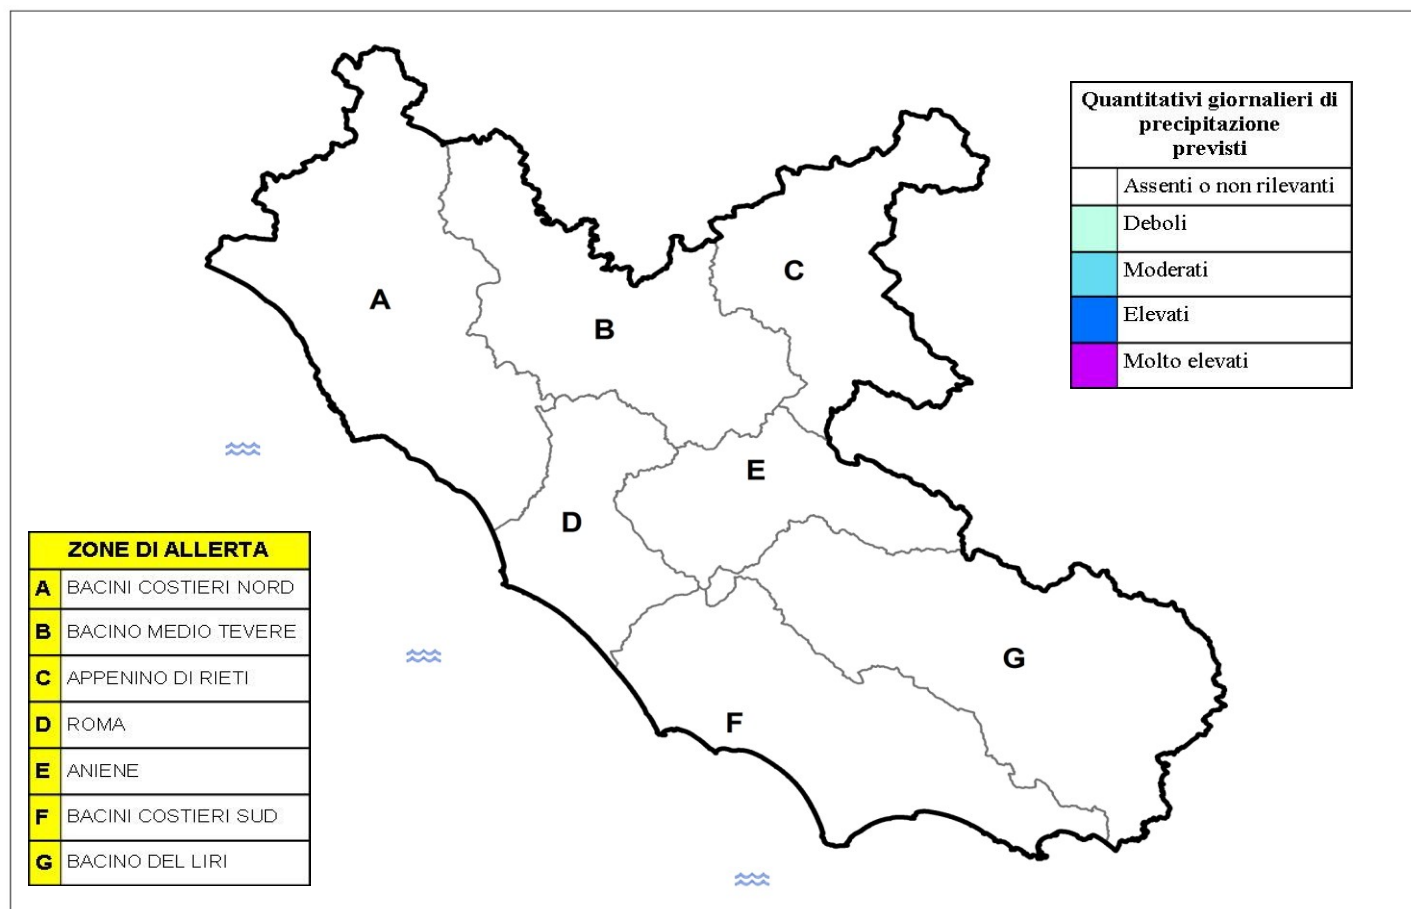 Quantitativi giornalieri di
precipitazione
previsti
Assenti o non rilevanti
Deboli
Moderati
Elevati
Molto elevati
A
B
C
D
E
F
G
ZONE DI ALLERTA
A BACINI COSTIERI NORD
B BACINO MEDIO TEVERE
C APPENINO DI RIETI
D ROMA
E ANIENE
F BACINI COSTIERI SUD
G BACINO DEL LIRI